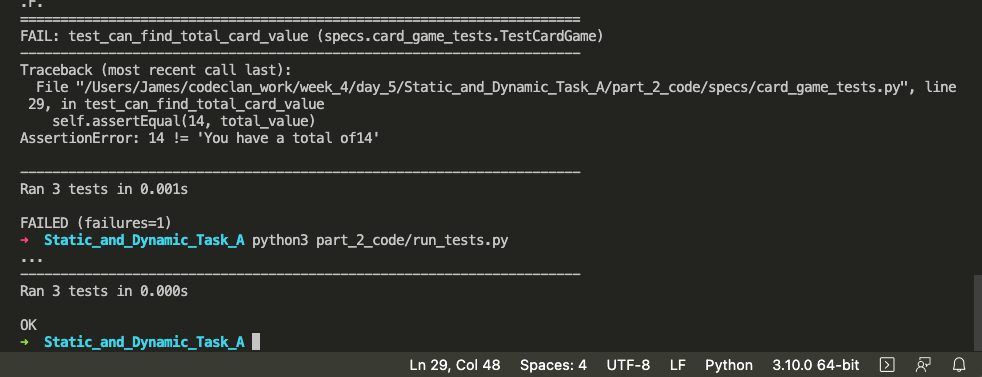 .F.
======================================================================
FAIL: test_can_find_total_card_value (specs.card_game_tests.TestCardGame)
----------------------------------------------------------------------
Traceback (most recent call last):
  File "/Users/James/codeclan_work/week_4/day_5/Static_and_Dynamic_Task_A/part_2_code/specs/card_game_tests.py", line
 29, in test_can_find_total_card_value
    self.assertEqual(14, total_value)
AssertionError: 14 != 'You have a total of14'
----------------------------------------------------------------------
Ran 3 tests in 0.001s
FAILED (failures=1)
➜  Static_and_Dynamic_Task_A python3 part_2_code/run_tests.py
...
----------------------------------------------------------------------
Ran 3 tests in 0.000s
OK
➜  Static_and_Dynamic_Task_A
Ln 29, Col 48 Spaces: 4 UTF-8 LF Python 3.10.0 64-bit